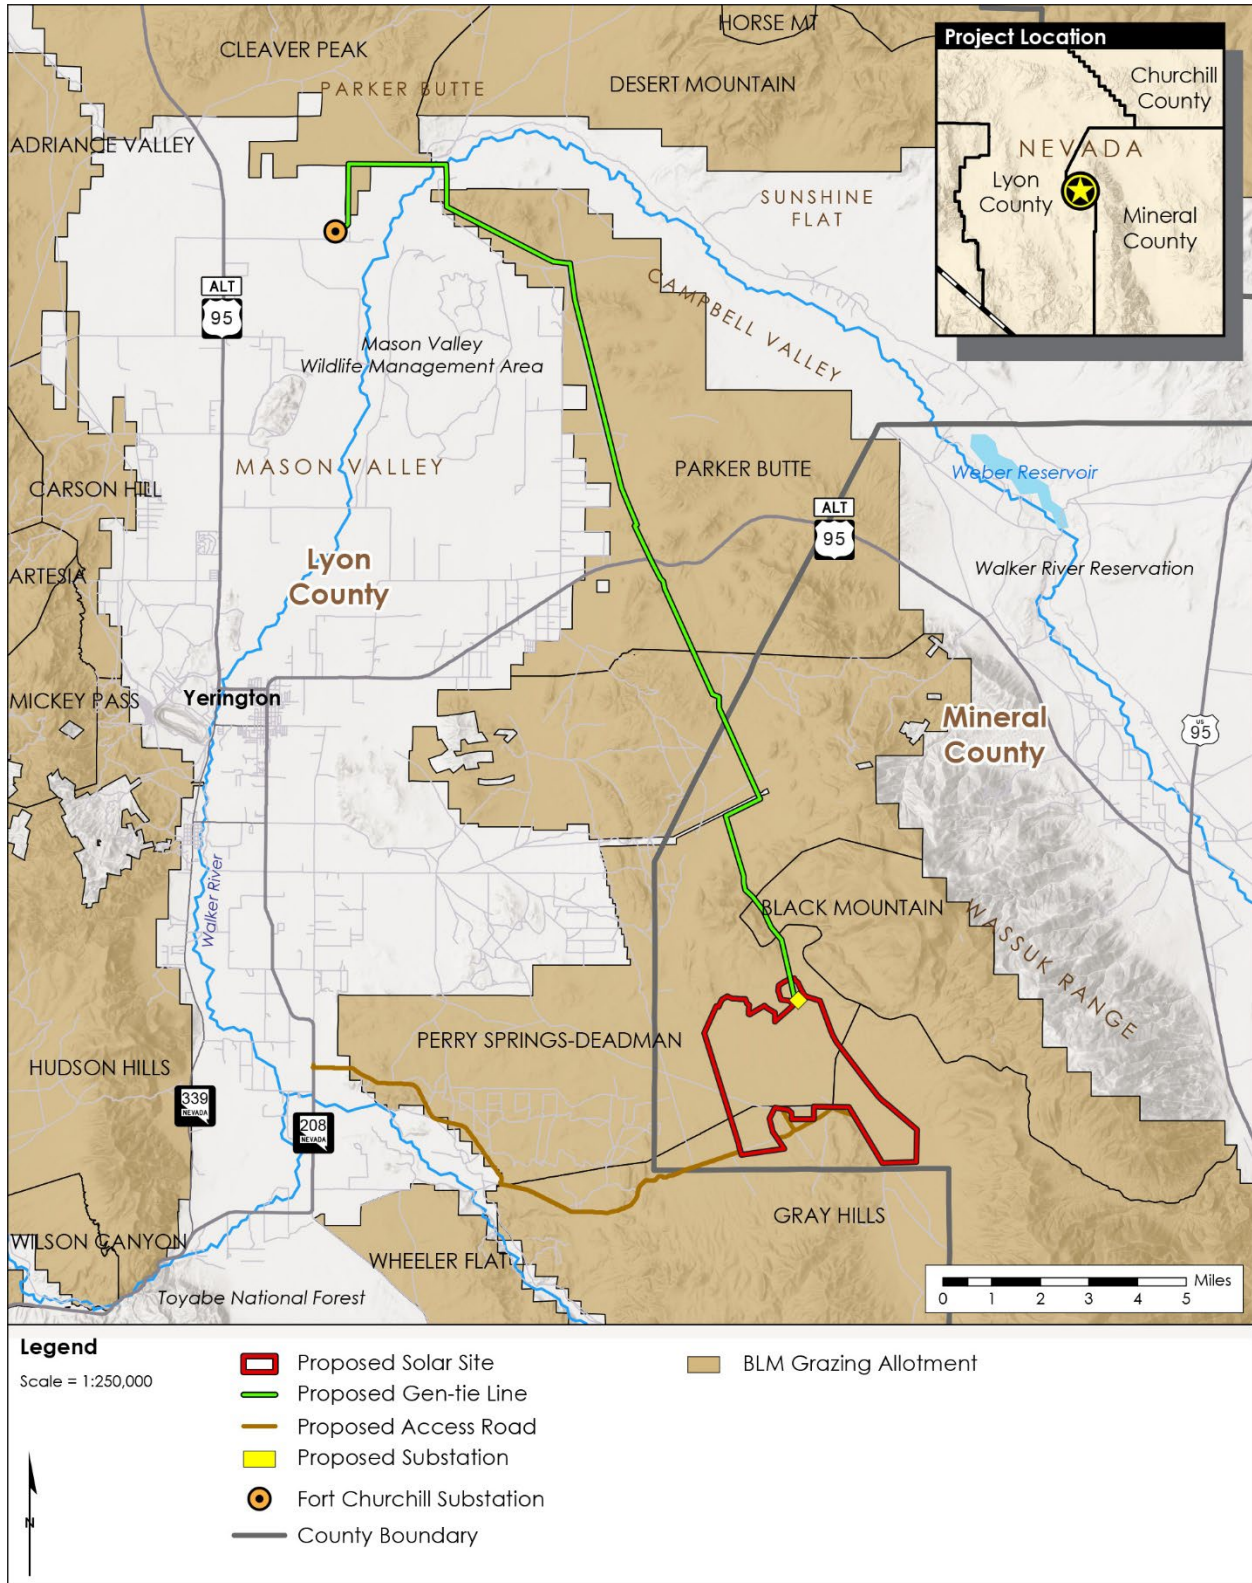 HORSE MT
CLEAVER PEAK
PARKER BUTTE
DESERT MOUNTAIN
Project Location
Churchill
County
NEVADA
Lyon
County
Mineral
County
ADRIANCE VALLEY
SUNSHINE
FLAT
CAMPBELL VALLEY
ALT
95
Mason Valley
Wildlife Management Area
MASON VALLEY
PARKER BUTTE
CARSON HILL
Weber Reservoir
ALT
95
Lyon
County
ARTESIA
Walker River Reservation
MICKEY PASS
Yerington
Mineral
County
US
95
Walker River
BLACK MOUNTAIN
WASSUK RANGE
PERRY SPRINGS-DEADMAN
HUDSON HILLS
339
NEVADA
208
NEVADA
GRAY HILLS
WILSON CANYON
WHEELER FLAT
Toyabe National Forest
Miles
0 1 2 3 4 5
Legend
Scale = 1:250,000
N
Proposed Solar Site
Proposed Gen-tie Line
Proposed Access Road
Proposed Substation
Fort Churchill Substation
County Boundary
BLM Grazing Allotment